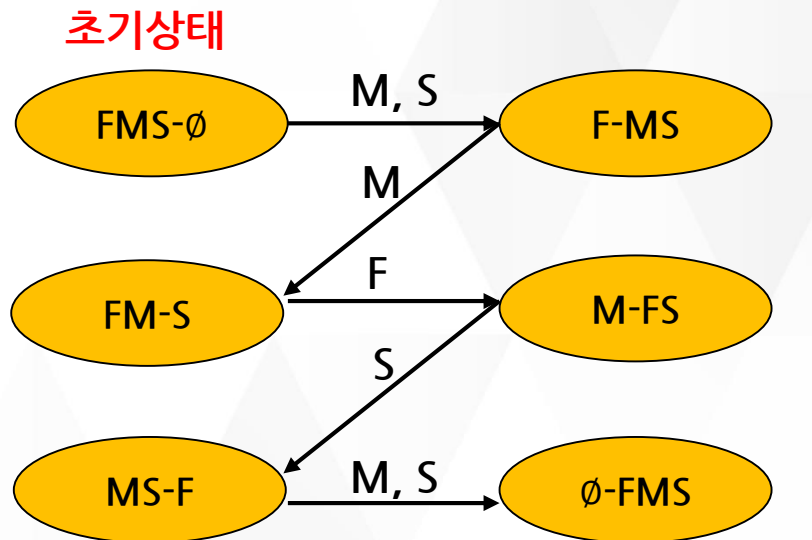 초기상태
M, S
FMS-∅
F-MS
M
F
FM-S
M-FS
S
M, S
MS-F
∅-FMS